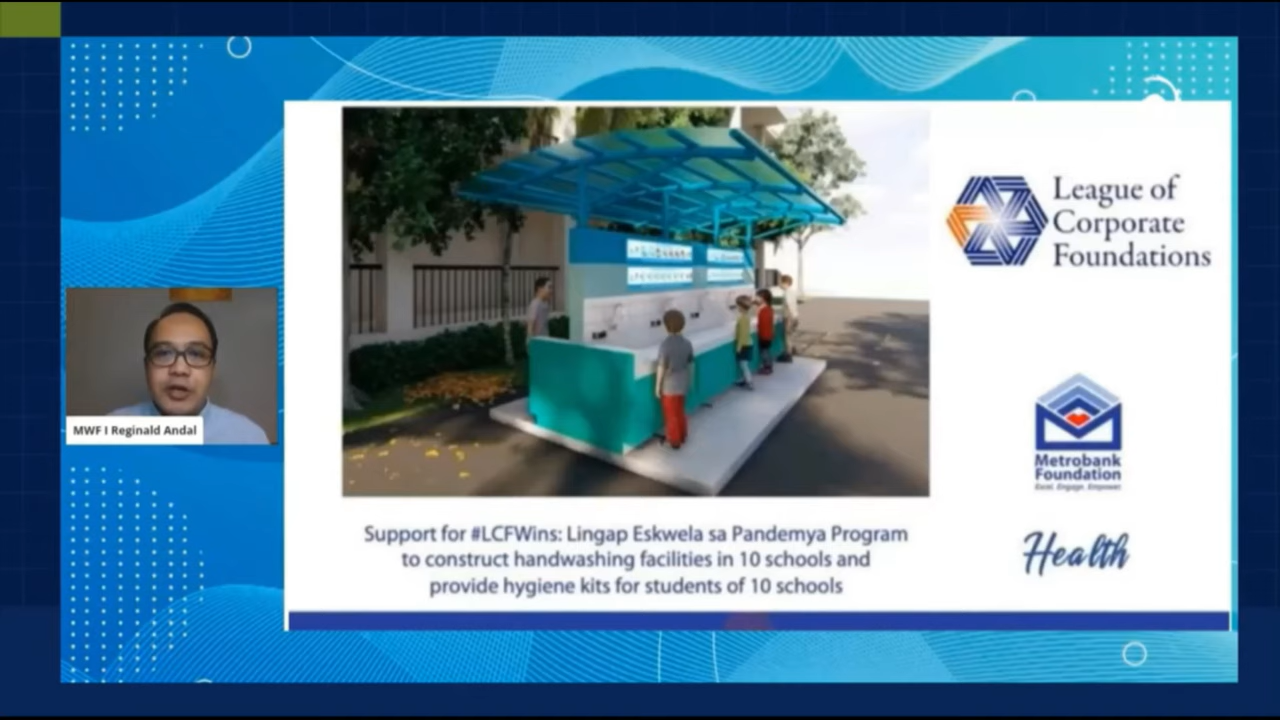 League of
Corporate
Foundations
MWF I Reginald Andal
Metrobank
Foundation
Excel. Engage. Empower.
Support for #LCFWins: Lingap Eskwela sa Pandemya Program
to construct handwashing facilities in 10 schools and
provide hygiene kits for students of 10 schools
Health